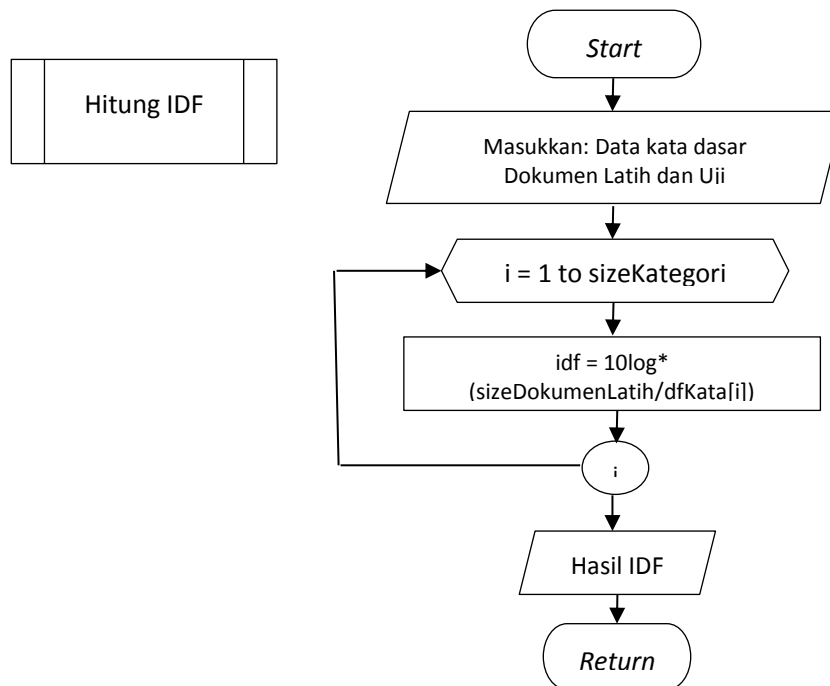 Start
Hitung IDF
Masukkan: Data kata dasar
Dokumen Latih dan Uji
i = 1 to sizeKategori
idf = 10log*
(sizeDokumenLatih/dfKata[i])
i
Hasil IDF
Return